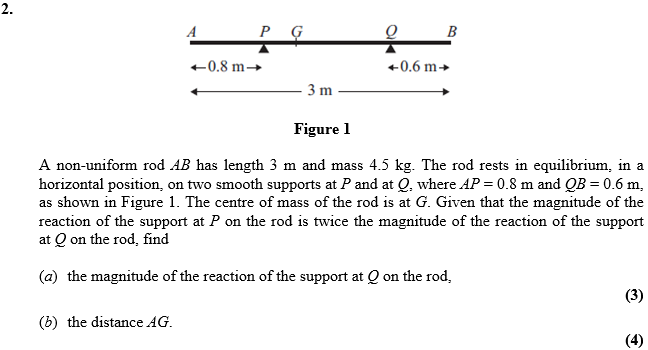 2.
A P G Q B
0.8 m 0.6 m
3 m
Figure 1
A non-uniform rod AB has length 3 m and mass 4.5 kg. The rod rests in equilibrium, in a
horizontal position, on two smooth supports at P and at Q, where AP = 0.8 m and QB = 0.6 m,
as shown in Figure 1. The centre of mass of the rod is at G. Given that the magnitude of the
reaction of the support at P on the rod is twice the magnitude of the reaction of the support
at Q on the rod, find
(a) the magnitude of the reaction of the support at Q on the rod,
(3)
(b) the distance AG.
(4)